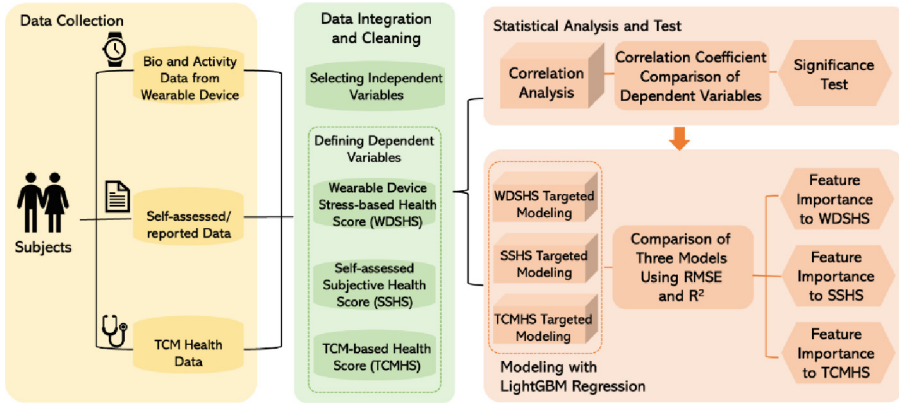 Data Collection
Bio and Activity
Data from
Wearable Device
Self-assessed/
reported Data
TCM Health
Data
Subjects
Data Integration
and Cleaning
Selecting Independent
Variables
Defining Dependent
Variables
Wearable Device
Stress-based Health
Score (WDSHS)
Self-assessed
Subjective Health
Score (SSHS)
TCM-based Health
Score (TCMHS)
Statistical Analysis and Test
Correlation
Analysis
Correlation Coefficient
Comparison of
Dependent Variables
Significance
Test
WDSHS Targeted
Modeling
SSHS Targeted
Modeling
TCMHS Targeted
Modeling
Modeling with
LightGBM Regression
Comparison of
Three Models
Using RMSE
and R²
Feature
Importance
to WDSHS
Feature
Importance
to SSHS
Feature
Importance
to TCMHS